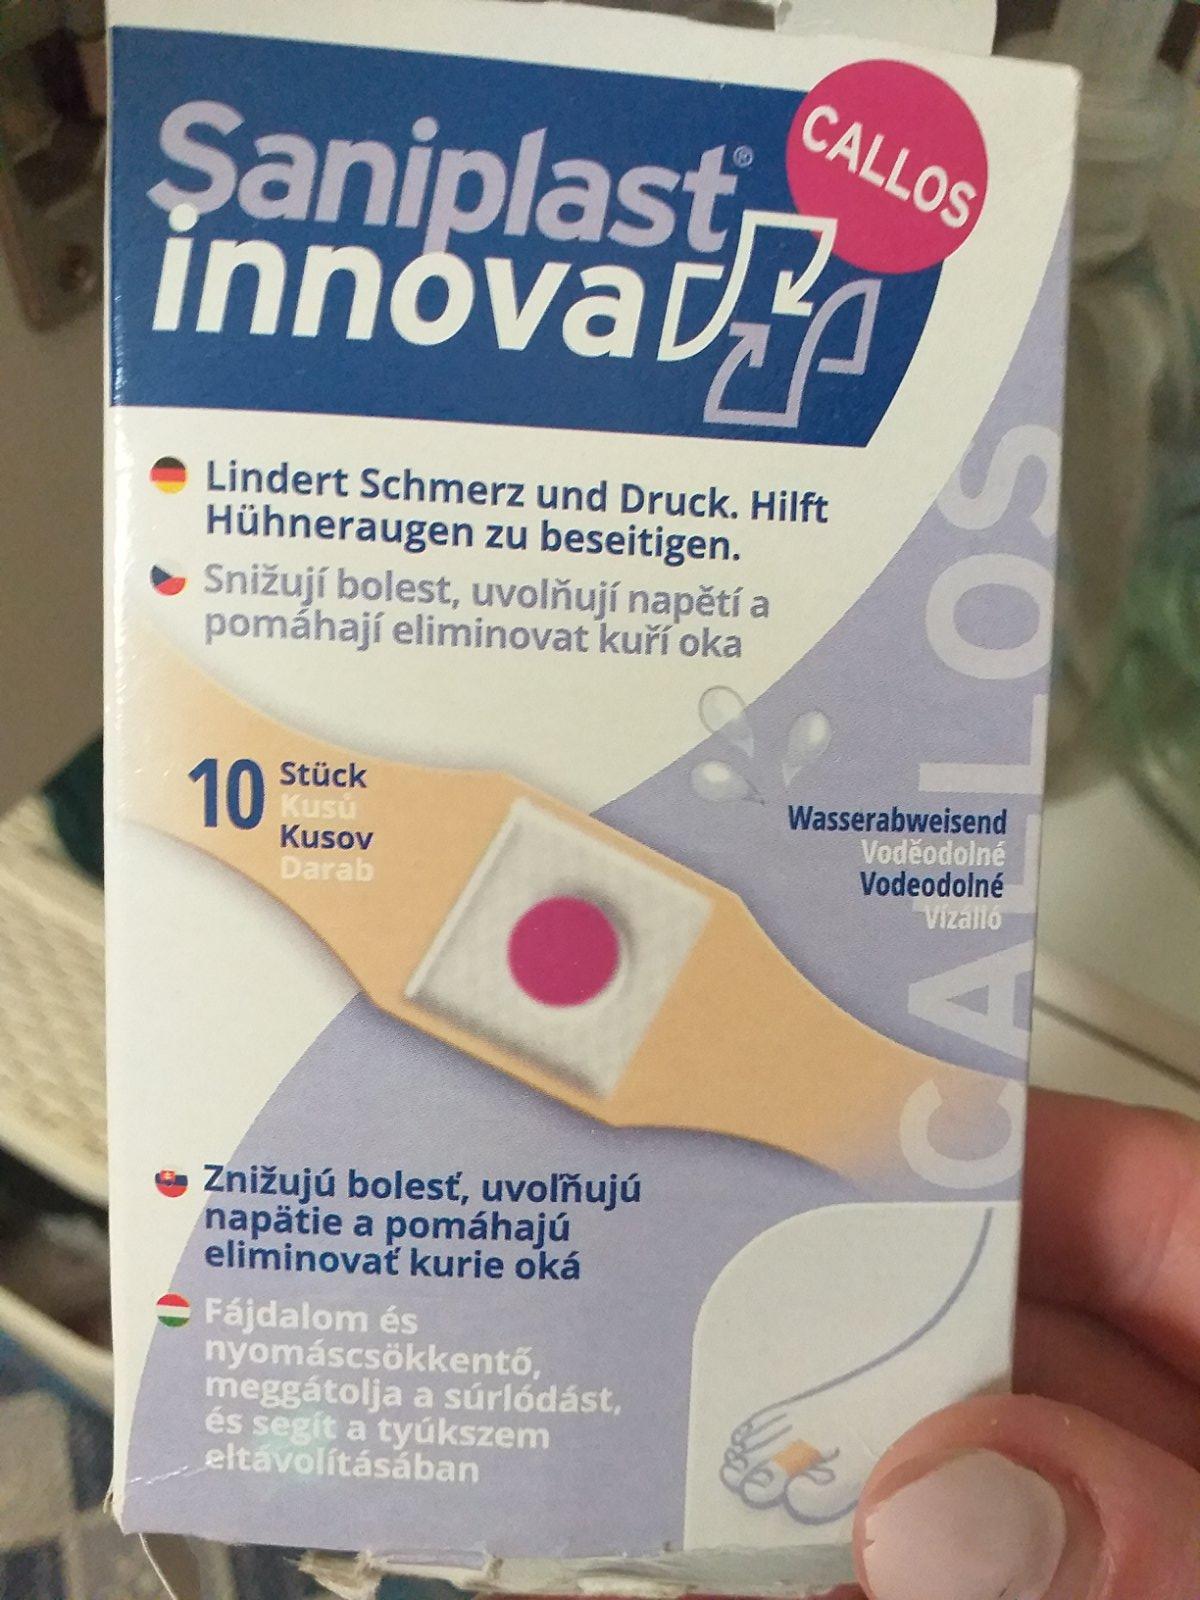 CALLOS
Saniplast®
innova
Lindert Schmerz und Druck. Hilft
Hühneraugen zu beseitigen.
Snižují bolest, uvolňují napětí a
pomáhají eliminovat kuří oka
10 Stück
Kusů
Kusov
Darab
Wasserabweisend
Voděodolné
Vodeodolné
Vízálló
CALLOS
Znižujú bolesť, uvoľňujú
napätie a pomáhajú
eliminovať kurie oká
Fájdalom és
nyomáscsökkentő,
meggátolja a súrlódást,
és segít a tyúkszem
eltávolításában